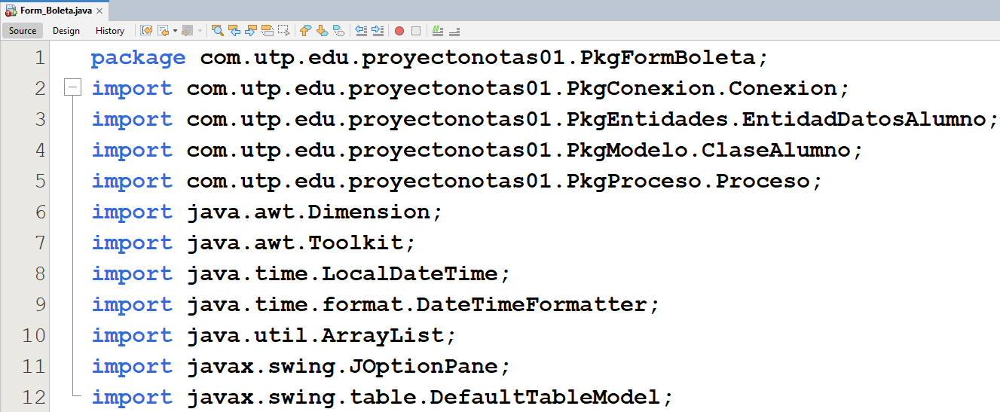 Form_Boleta.java
Source Design History
1 package com.utp.edu.proyectonotas01.PkgFormBoleta;
2 import com.utp.edu.proyectonotas01.PkgConexion.Conexion;
3 import com.utp.edu.proyectonotas01.PkgEntidades.EntidadDatosAlumno;
4 import com.utp.edu.proyectonotas01.PkgModelo.ClaseAlumno;
5 import com.utp.edu.proyectonotas01.PkgProceso.Proceso;
6 import java.awt.Dimension;
7 import java.awt.Toolkit;
8 import java.time.LocalDateTime;
9 import java.time.format.DateTimeFormatter;
10 import java.util.ArrayList;
11 import javax.swing.JOptionPane;
12 import javax.swing.table.DefaultTableModel;